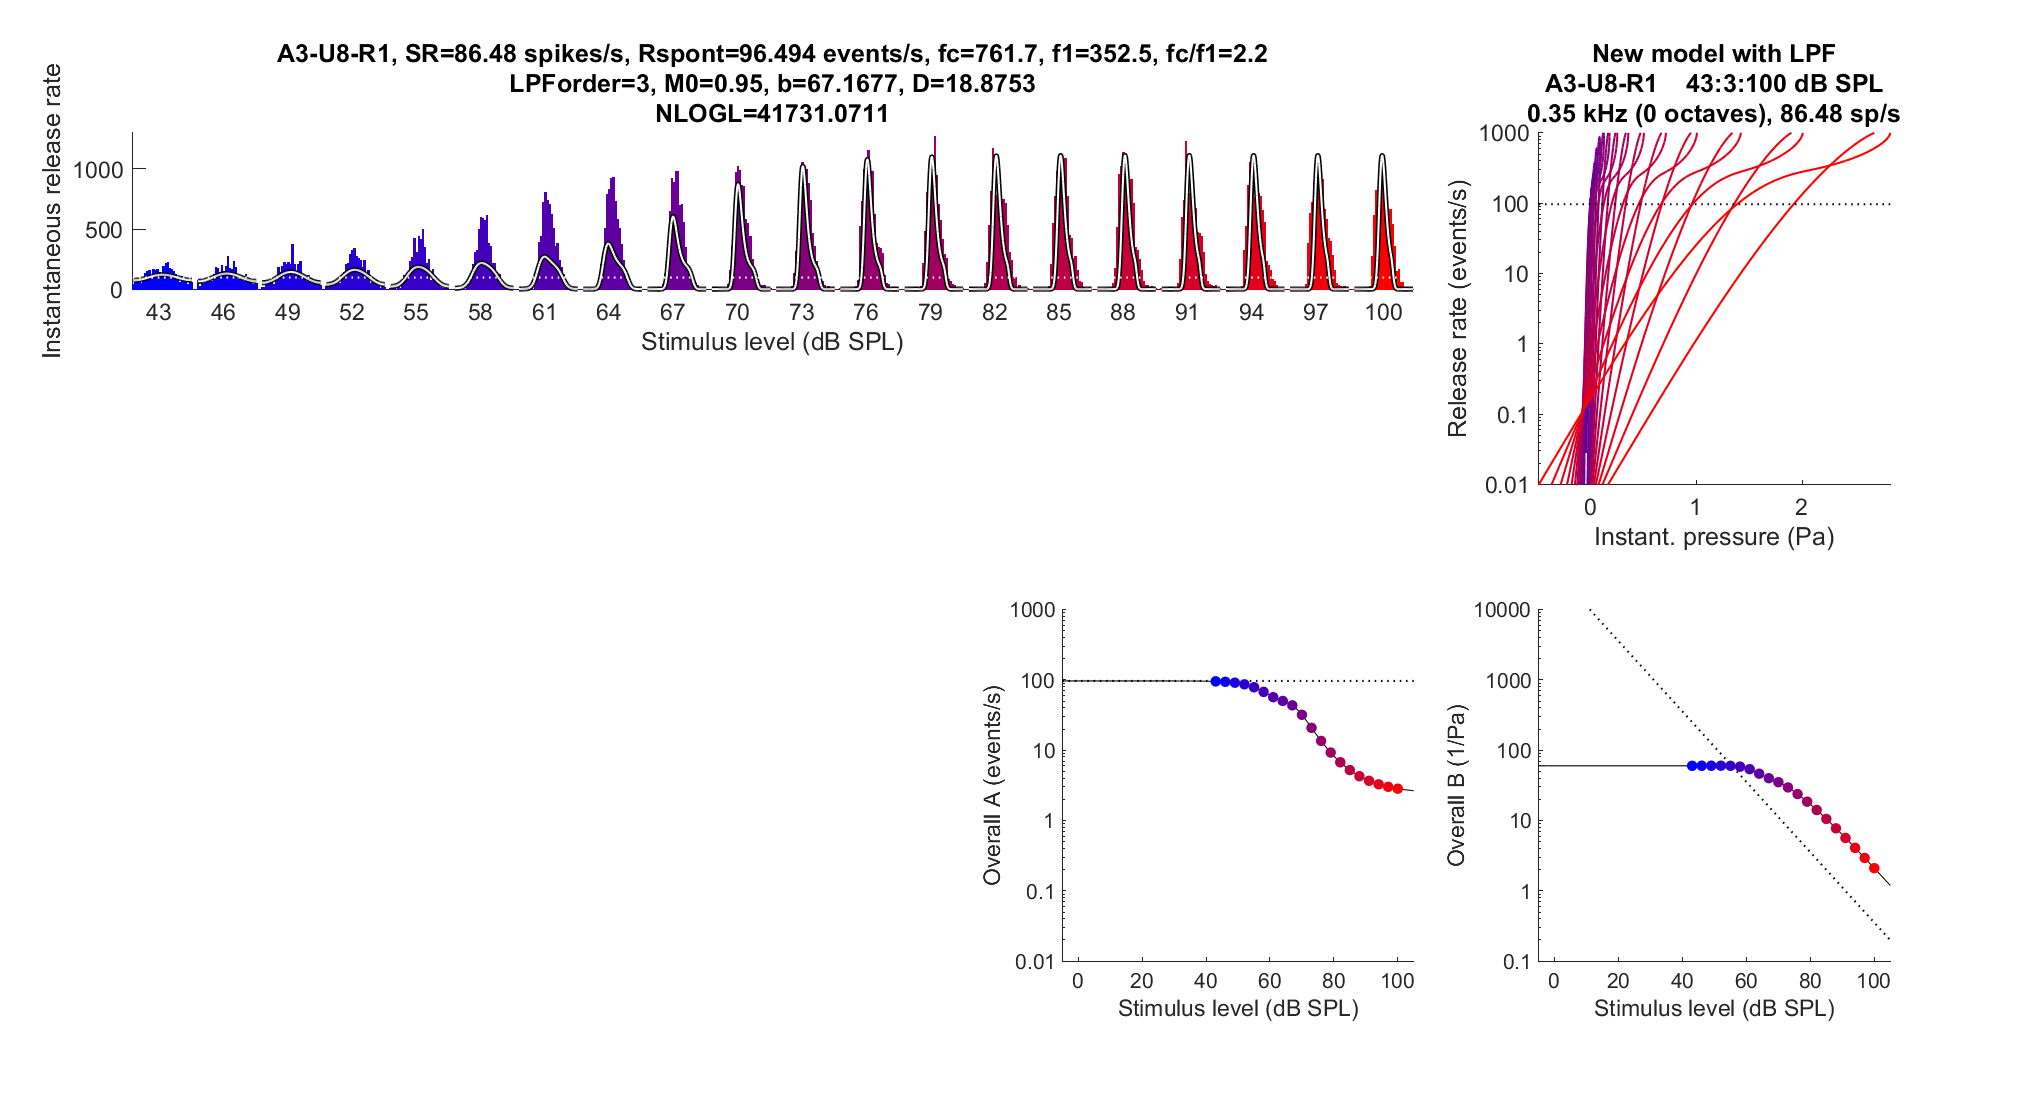 A3-U8-R1, SR=86.48 spikes/s, Rspont=96.494 events/s, fc=761.7, f1=352.5, fc/f1=2.2
LPForder=3, M0=0.95, b=67.1677, D=18.8753
NLOGL=41731.0711
Instantaneous release rate
1000
500
0
43 46 49 52 55 58 61 64 67 70 73 76 79 82 85 88 91 94 97 100
Stimulus level (dB SPL)
New model with LPF
A3-U8-R1 43:3:100 dB SPL
0.35 kHz (0 octaves), 86.48 sp/s
Release rate (events/s)
1000
100
10
1
0.1
0.01
0 1 2
Instant. pressure (Pa)
Overall A (events/s)
1000
100
10
1
0.1
0.01
0 20 40 60 80 100
Stimulus level (dB SPL)
Overall B (1/Pa)
10000
1000
100
10
1
0.1
0 20 40 60 80 100
Stimulus level (dB SPL)